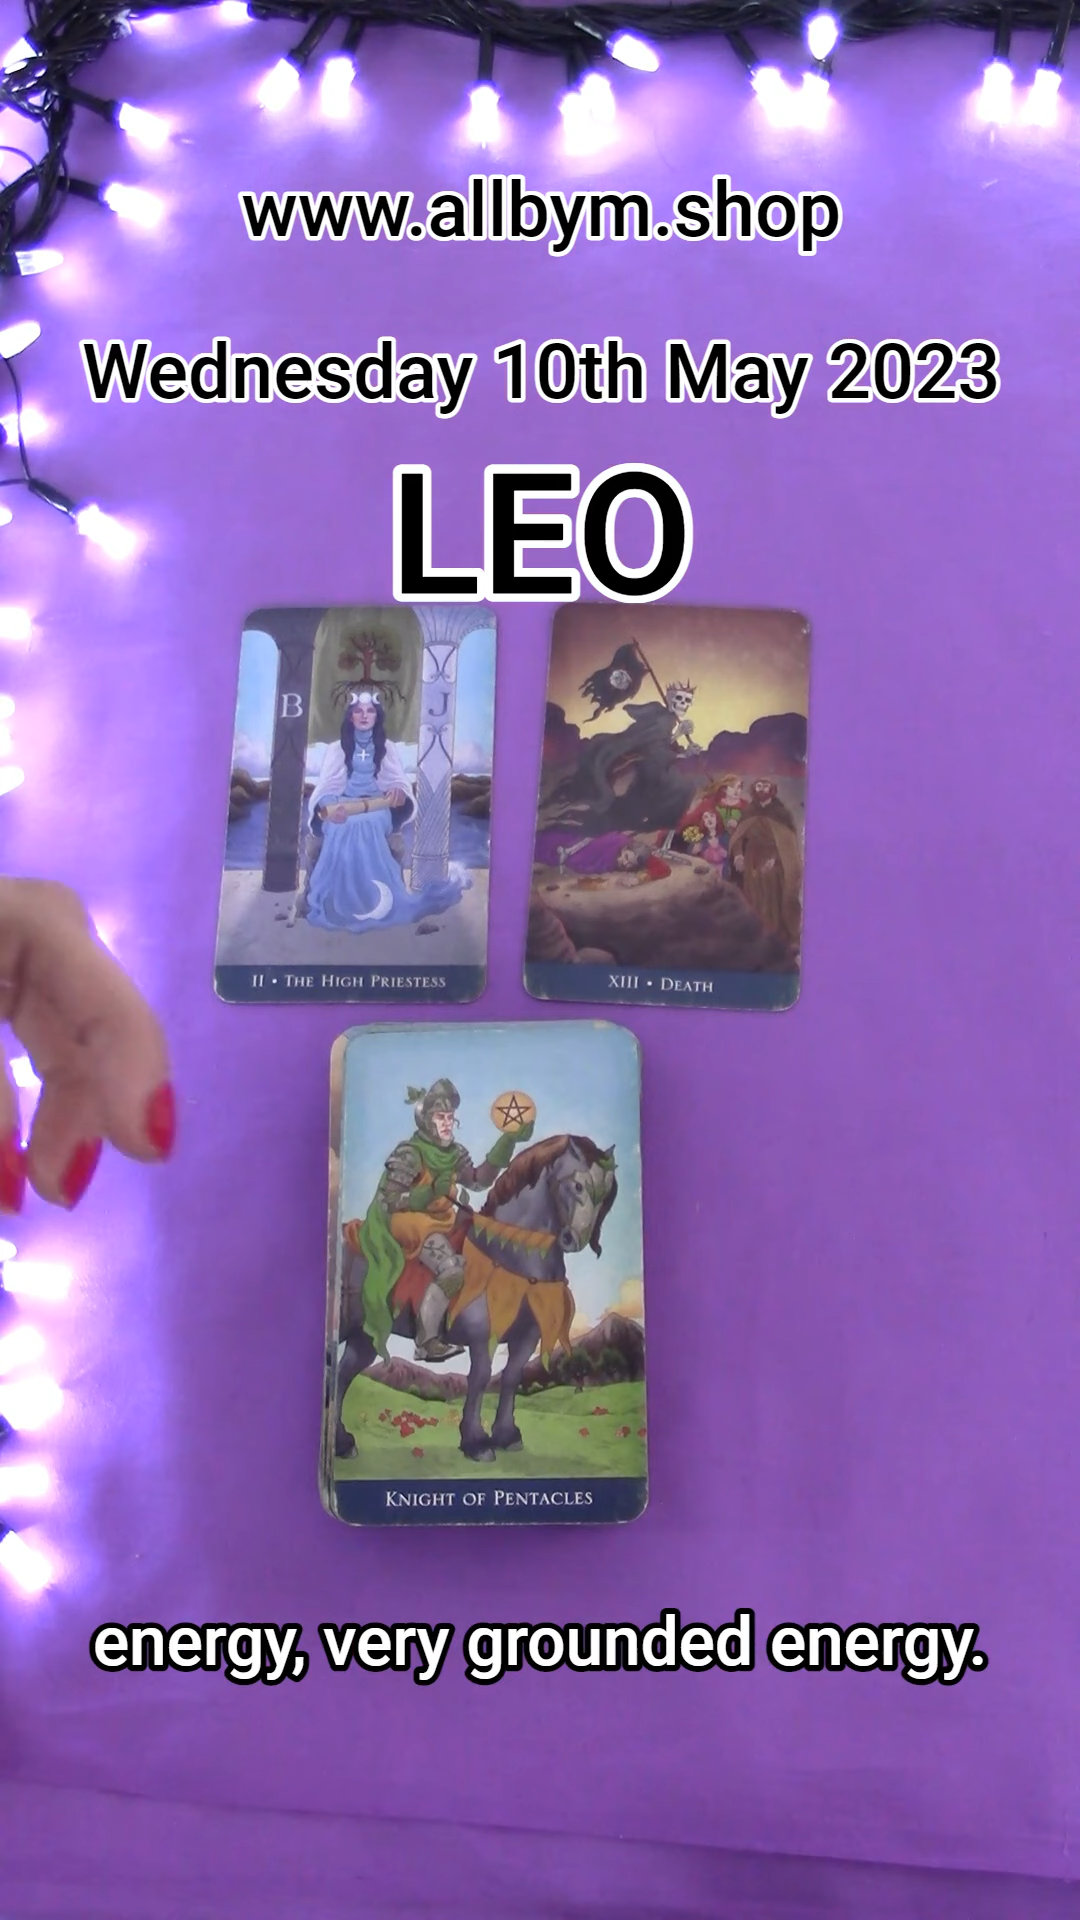 www.allbym.shop
Wednesday 10th May 2023
LEO
B J
II • THE HIGH PRIESTESS
XIII • DEATH
KNIGHT OF PENTACLES
energy, very grounded energy.